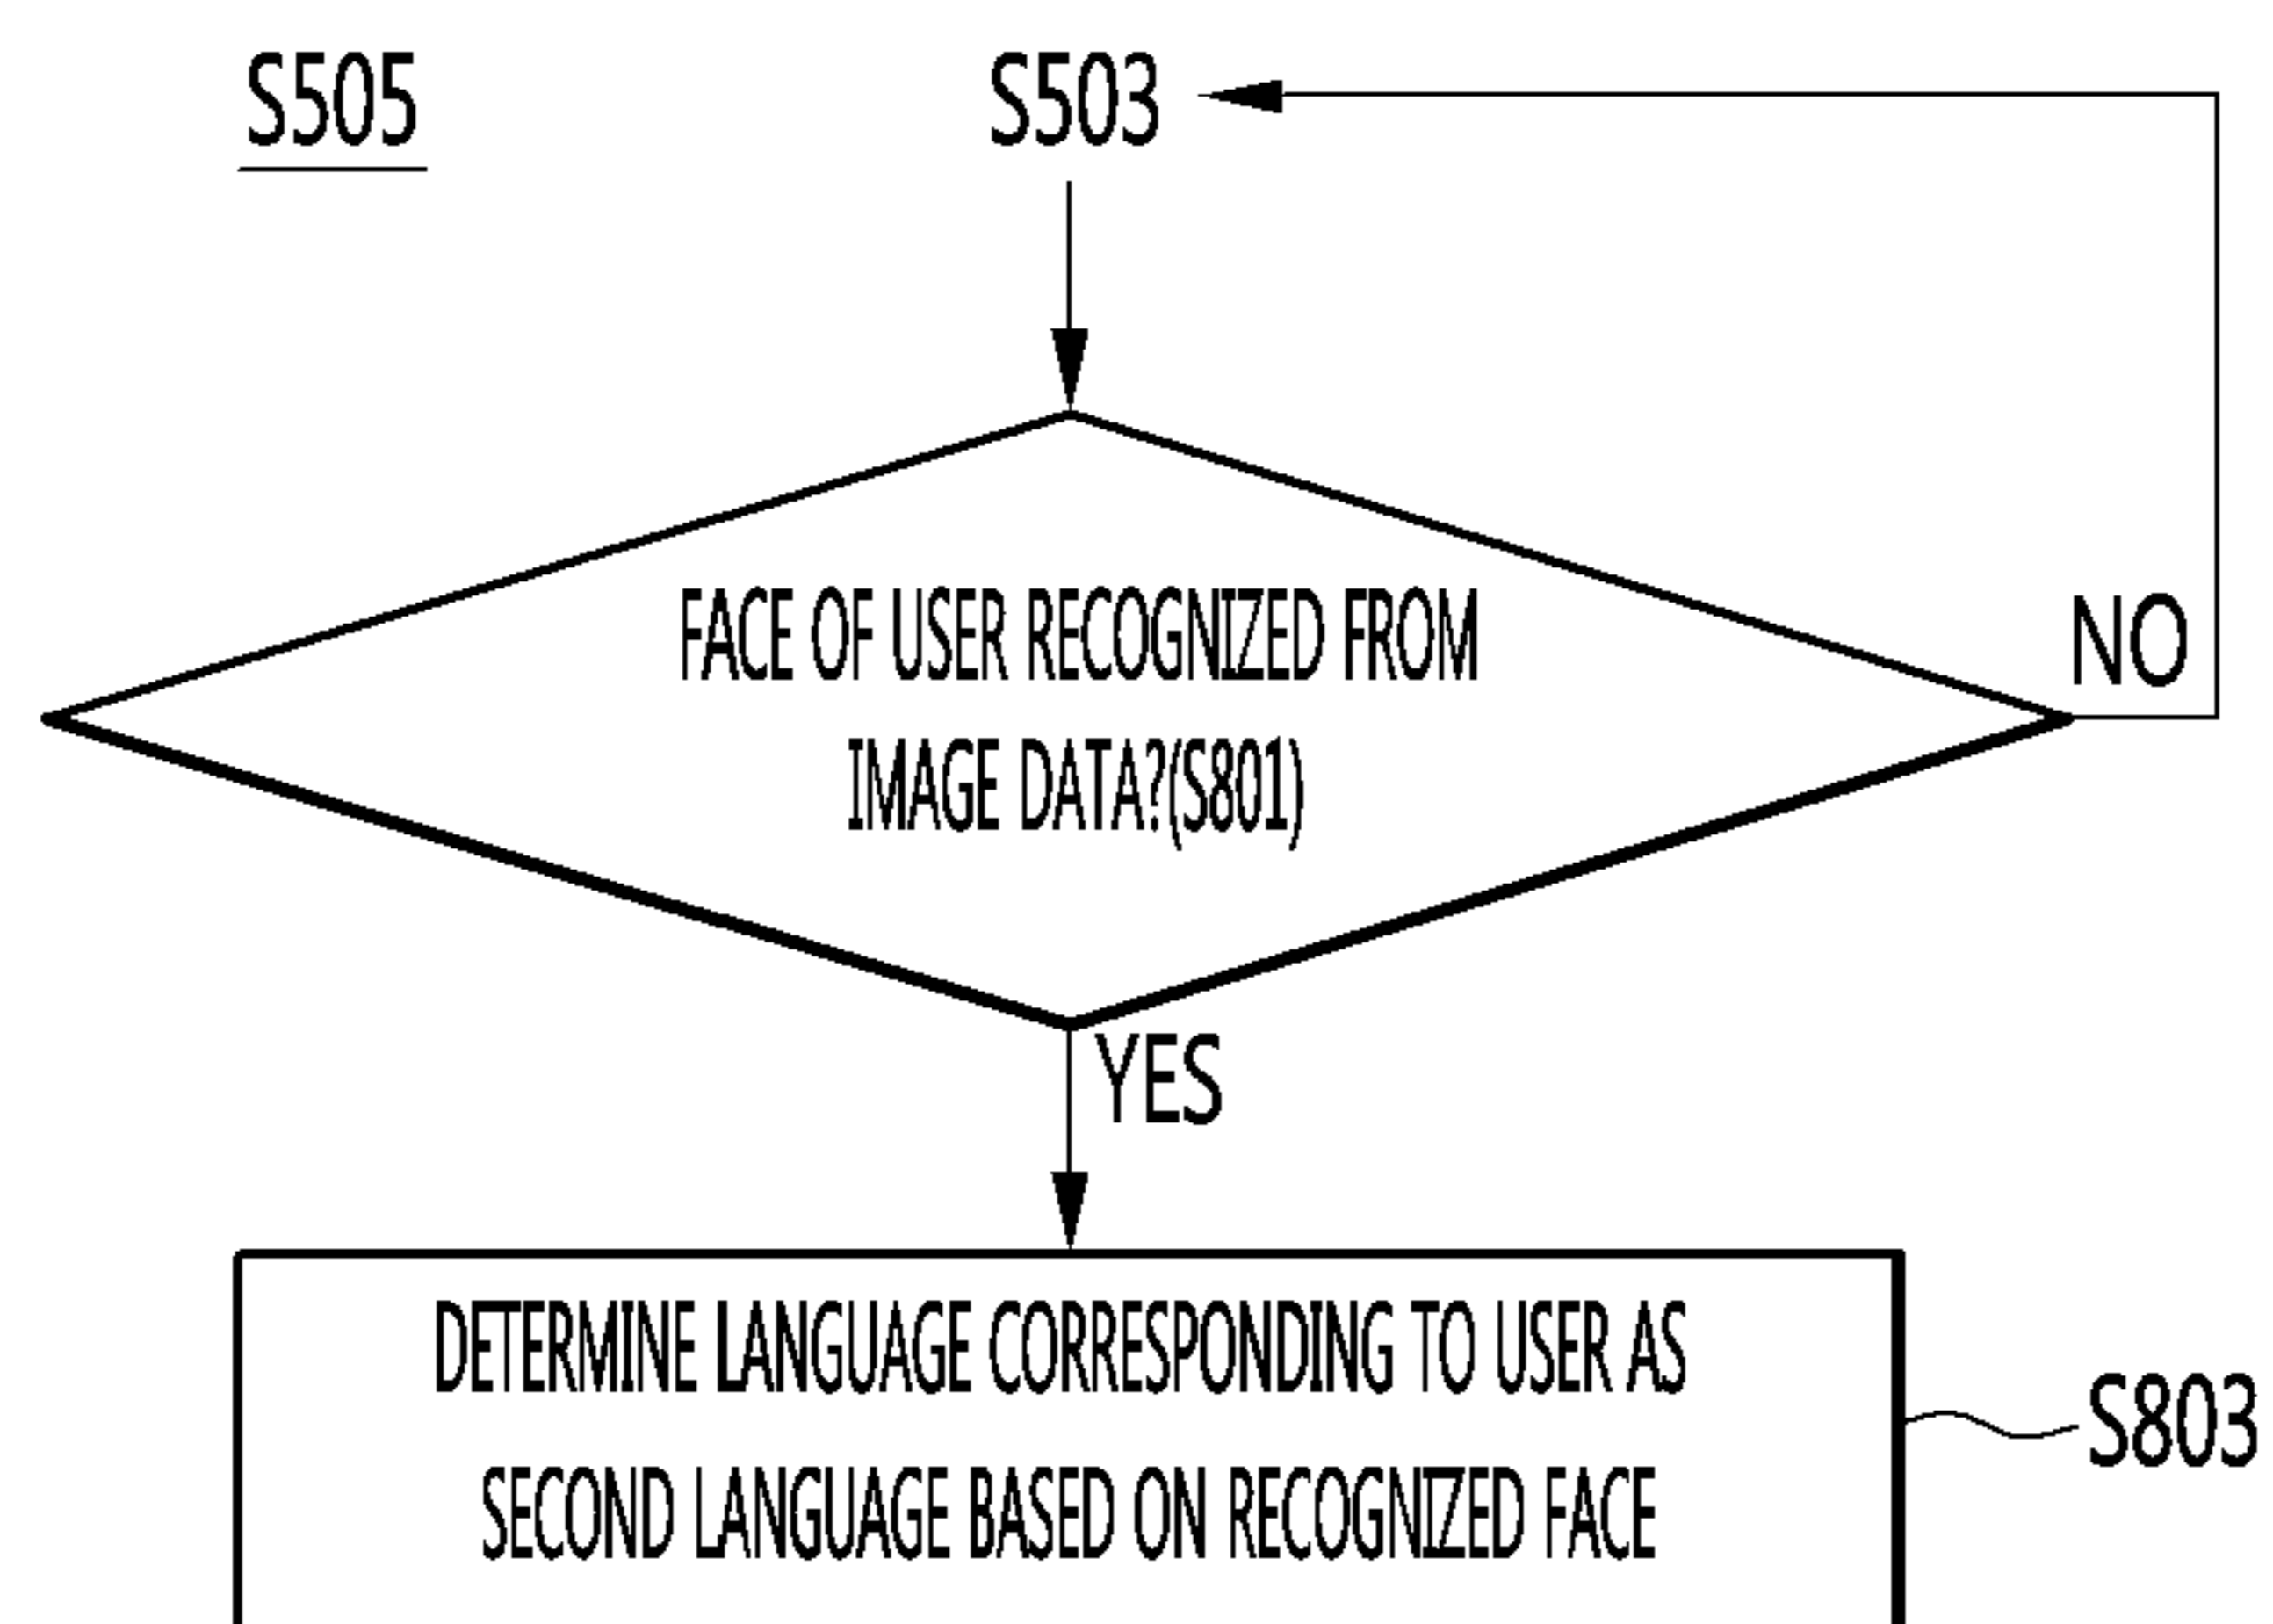 S505
S503
FACE OF USER RECOGNIZED FROM
IMAGE DATA?(S801)
NO
YES
DETERMINE LANGUAGE CORRESPONDING TO USER AS
SECOND LANGUAGE BASED ON RECOGNIZED FACE
S803